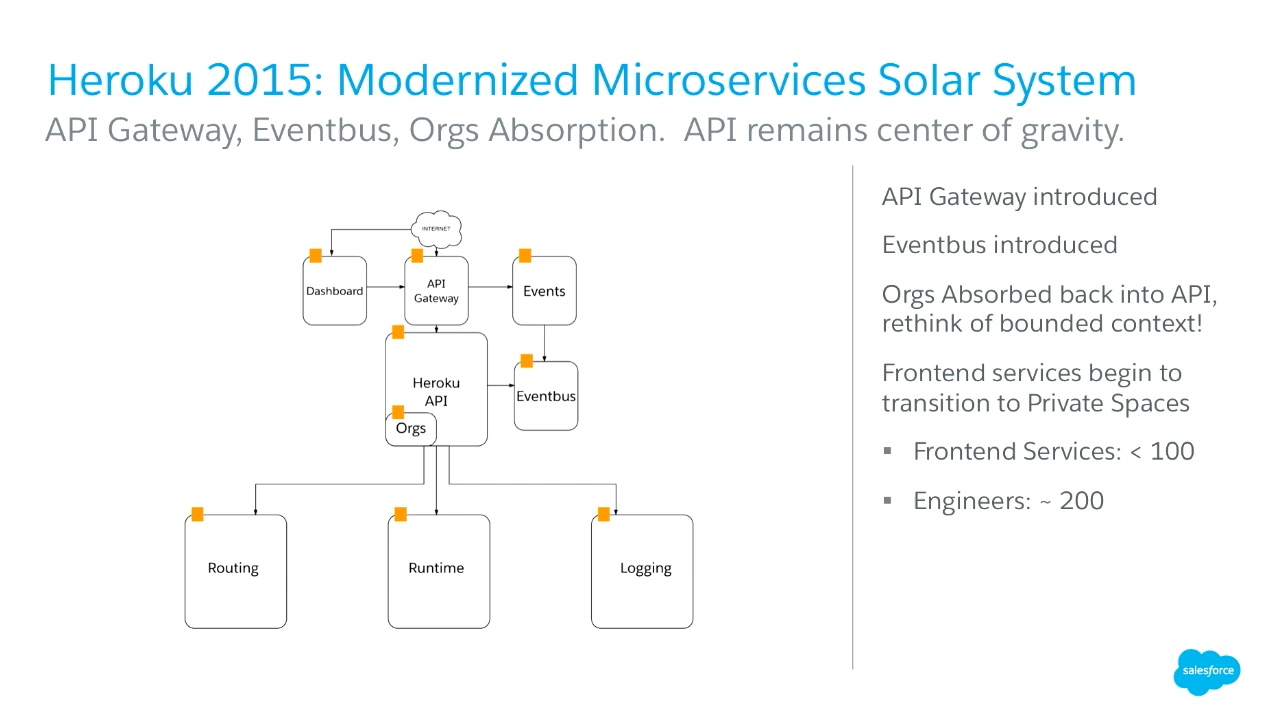 Heroku 2015: Modernized Microservices Solar System
API Gateway, Eventbus, Orgs Absorption.  API remains center of gravity.
INTERNET
Dashboard
API
Gateway
Events
Heroku
API
Eventbus
Orgs
Routing
Runtime
Logging
API Gateway introduced
Eventbus introduced
Orgs Absorbed back into API,
rethink of bounded context!
Frontend services begin to
transition to Private Spaces
▪ Frontend Services: < 100
▪ Engineers: ~ 200
salesforce